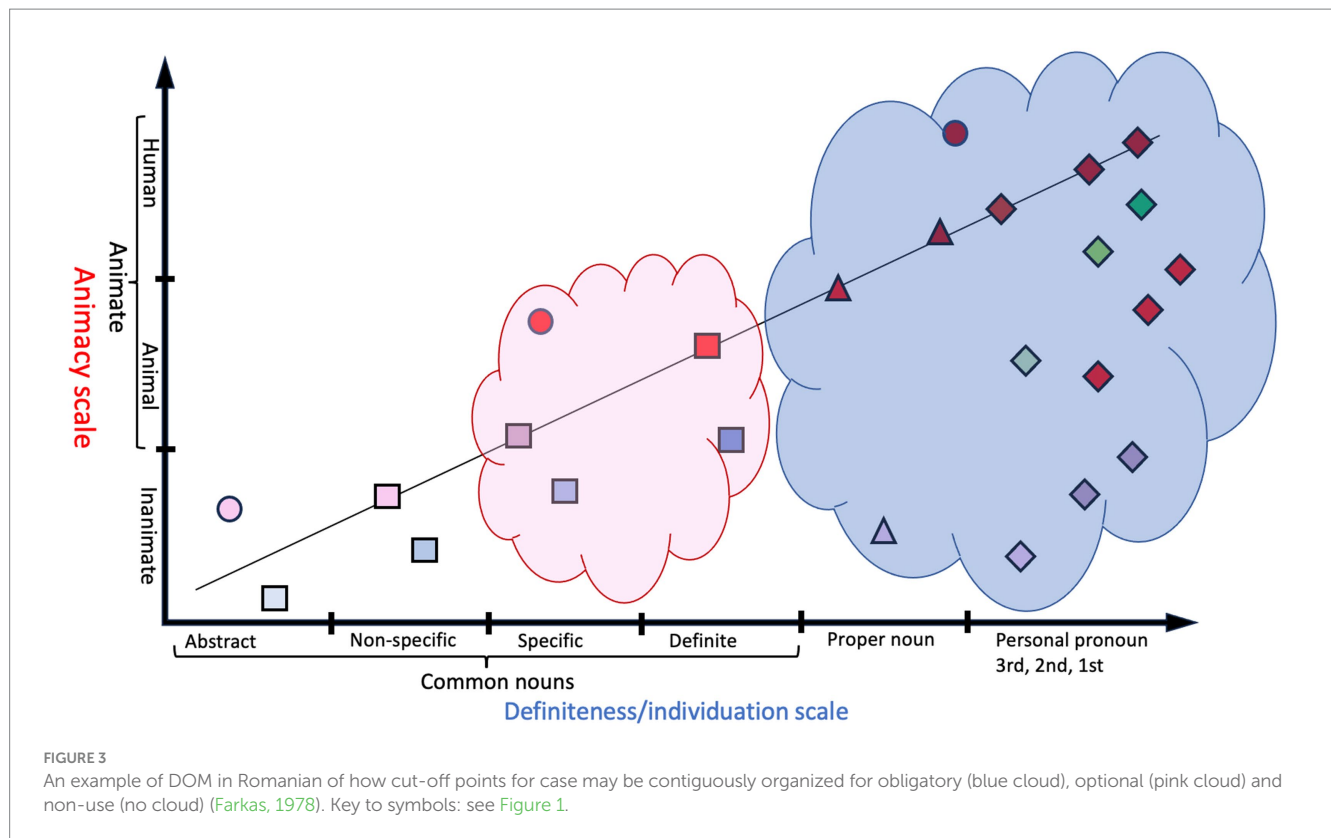 Human
Animate
Animacy scale
Animal
Inanimate
Abstract
Non-specific
Specific
Definite
Proper noun
Personal pronoun
3rd, 2nd, 1st
Common nouns
Definiteness/individuation scale
FIGURE 3
An example of DOM in Romanian of how cut-off points for case may be contiguously organized for obligatory (blue cloud), optional (pink cloud) and
non-use (no cloud) (Farkas, 1978). Key to symbols: see Figure 1.